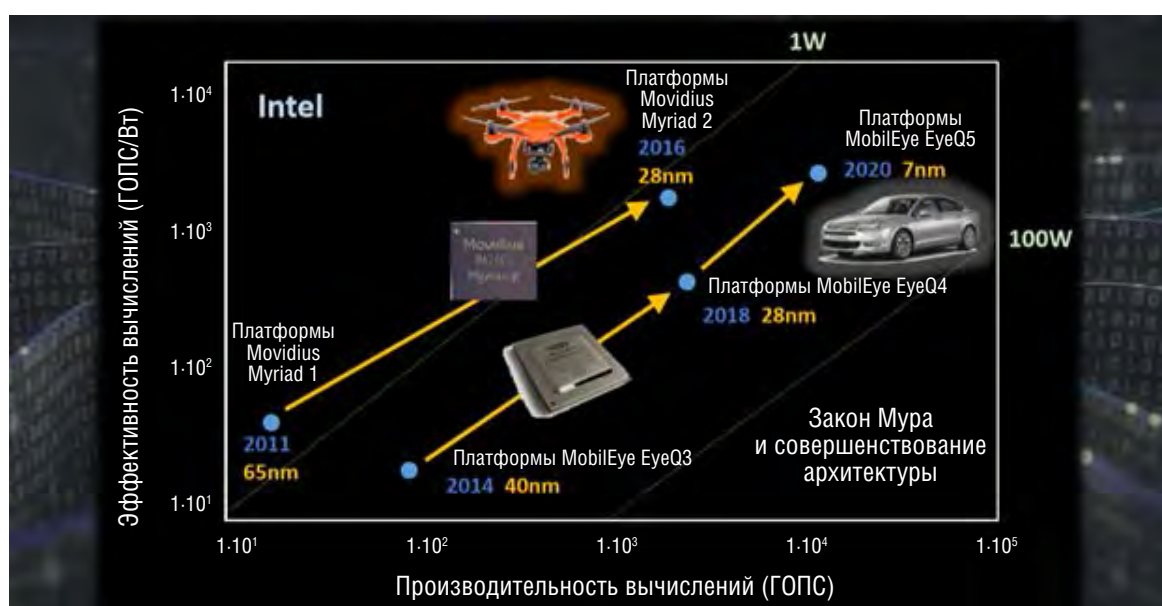 1W
Intel
Платформы
Movidius
Myriad 2
2016
28nm
Платформы
MobilEye EyeQ5
2020 7nm
100W
Movidius
Платформы MobilEye EyeQ4
2018 28nm
Платформы
Movidius
Myriad 1
2011
65nm
Платформы MobilEye EyeQ3
2014 40nm
Закон Мура
и совершенствование
архитектуры
Эффективность вычислений (ГОПС/Вт)
1·10⁴
1·10³
1·10²
1·10¹
1·10¹
1·10²
1·10³
1·10⁴
1·10⁵
Производительность вычислений (ГОПС)